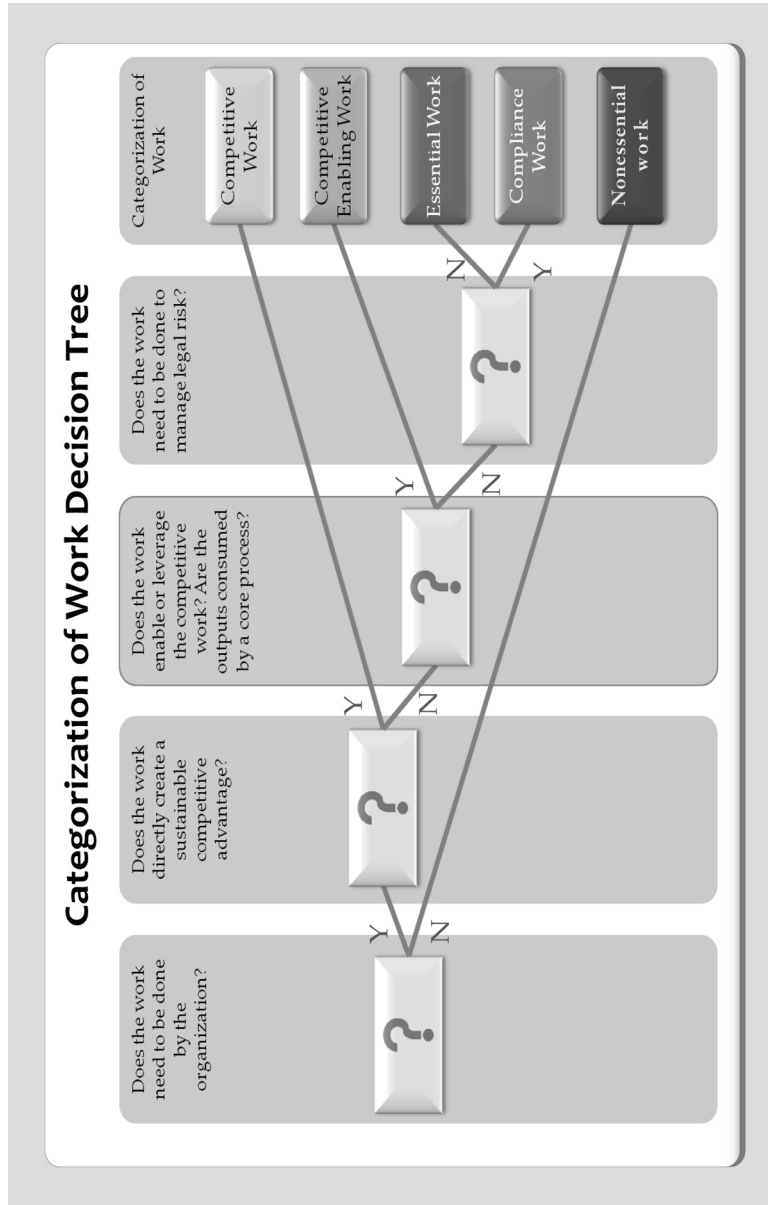 Categorization of Work Decision Tree
Does the work
need to be done
by the
organization?
?
Y
N
Does the work
directly create a
sustainable
competitive
advantage?
?
Y
N
Does the work
enable or leverage
the competitive
work? Are the
outputs consumed
by a core process?
?
Y
N
Does the work
need to be done to
manage legal risk?
?
N
Y
Categorization of
Work
Competitive
Work
Competitive
Enabling Work
Essential Work
Compliance
Work
Nonessential
work